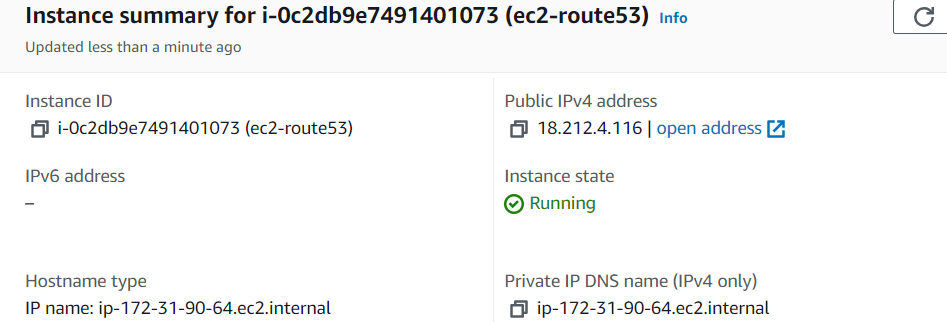 Instance summary for i-0c2db9e7491401073 (ec2-route53) Info
Updated less than a minute ago
Instance ID
i-0c2db9e7491401073 (ec2-route53)
Public IPv4 address
18.212.4.116 | open address
IPv6 address
–
Instance state
Running
Hostname type
IP name: ip-172-31-90-64.ec2.internal
Private IP DNS name (IPv4 only)
ip-172-31-90-64.ec2.internal